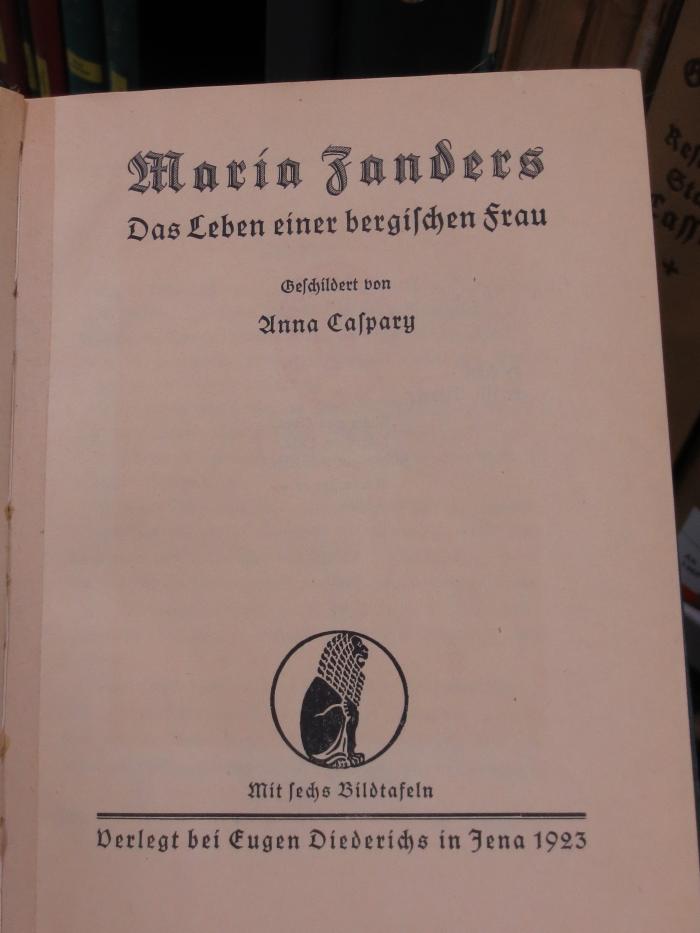 Maria Zanders
Das Leben einer bergiſchen Frau
Geſchildert von
Anna Caſpary
Mit ſechs Bildtafeln
Verlegt bei Eugen Diederichs in Jena 1923